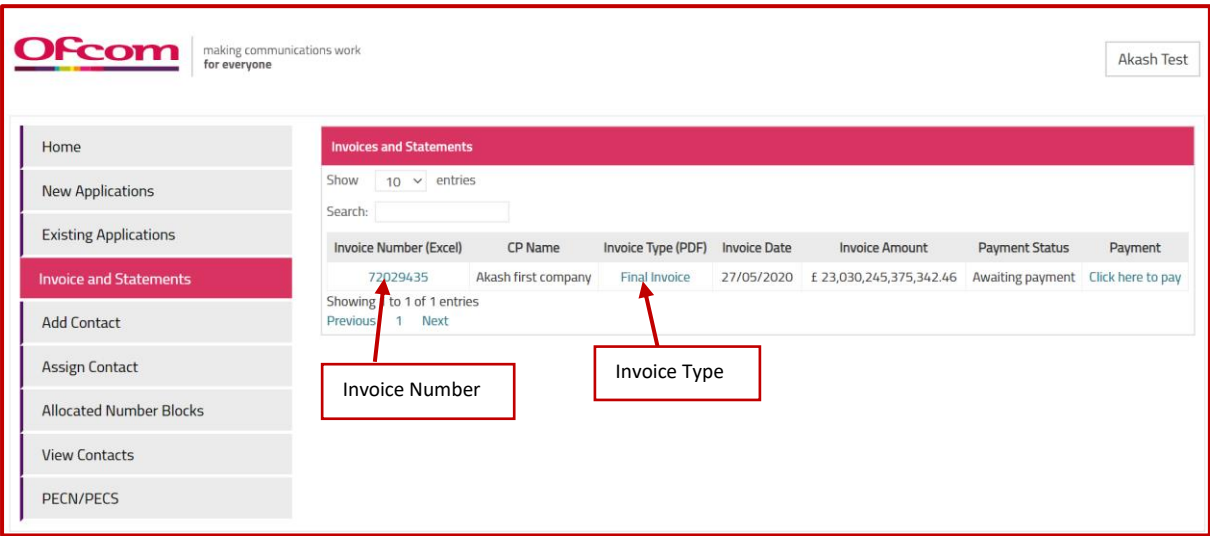 Ofcom
making communications work
for everyone
Akash Test
Home
New Applications
Existing Applications
Invoice and Statements
Add Contact
Assign Contact
Allocated Number Blocks
View Contacts
PECN/PECS
Invoices and Statements
Show 10 entries
Search:
Invoice Number (Excel) CP Name Invoice Type (PDF) Invoice Date Invoice Amount Payment Status Payment
72029435 Akash first company Final Invoice 27/05/2020 £ 23,030,245,375,342.46 Awaiting payment Click here to pay
Showing to 1 of 1 entries
Previous 1 Next
Invoice Number
Invoice Type